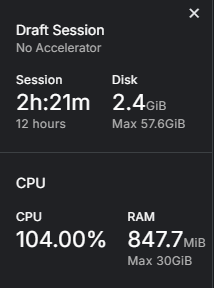 Draft Session
No Accelerator
Session Disk
2h:21m 2.4GiB
12 hours Max 57.6GiB
CPU
CPU RAM
104.00% 847.7MiB
Max 30GiB